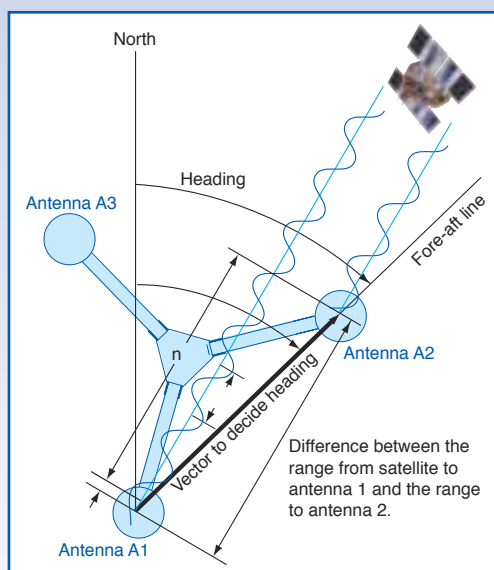 North
Heading
Antenna A3
Fore-aft line
n
Antenna A2
Vector to decide heading
Difference between the
range from satellite to
antenna 1 and the range
to antenna 2.
Antenna A1